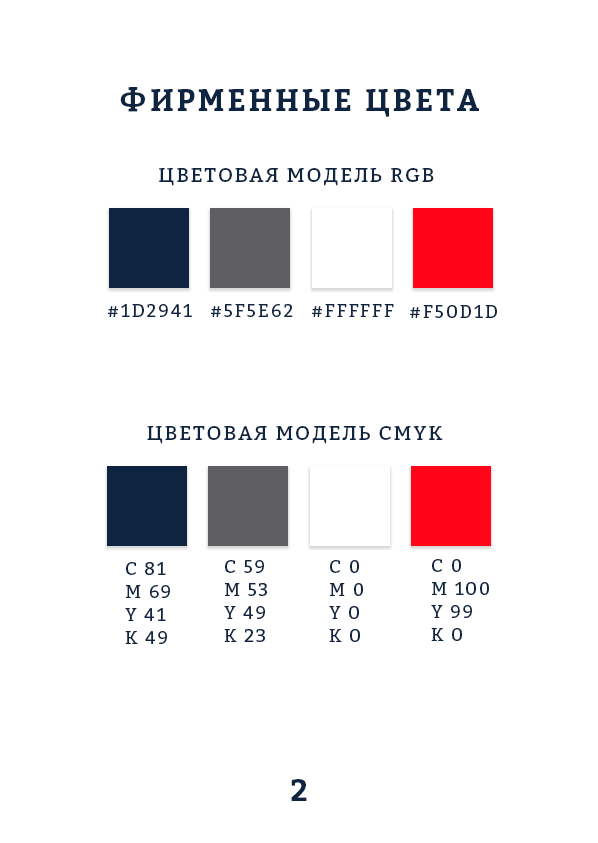 ФИРМЕННЫЕ ЦВЕТА
ЦВЕТОВАЯ МОДЕЛЬ RGB
#1D2941 #5F5E62 #FFFFFF #F50D1D
ЦВЕТОВАЯ МОДЕЛЬ CMYK
C 81 C 59 C 0 C 0
M 69 M 53 M 0 M 100
Y 41 Y 49 Y 0 Y 99
K 49 K 23 K 0 K 0
2